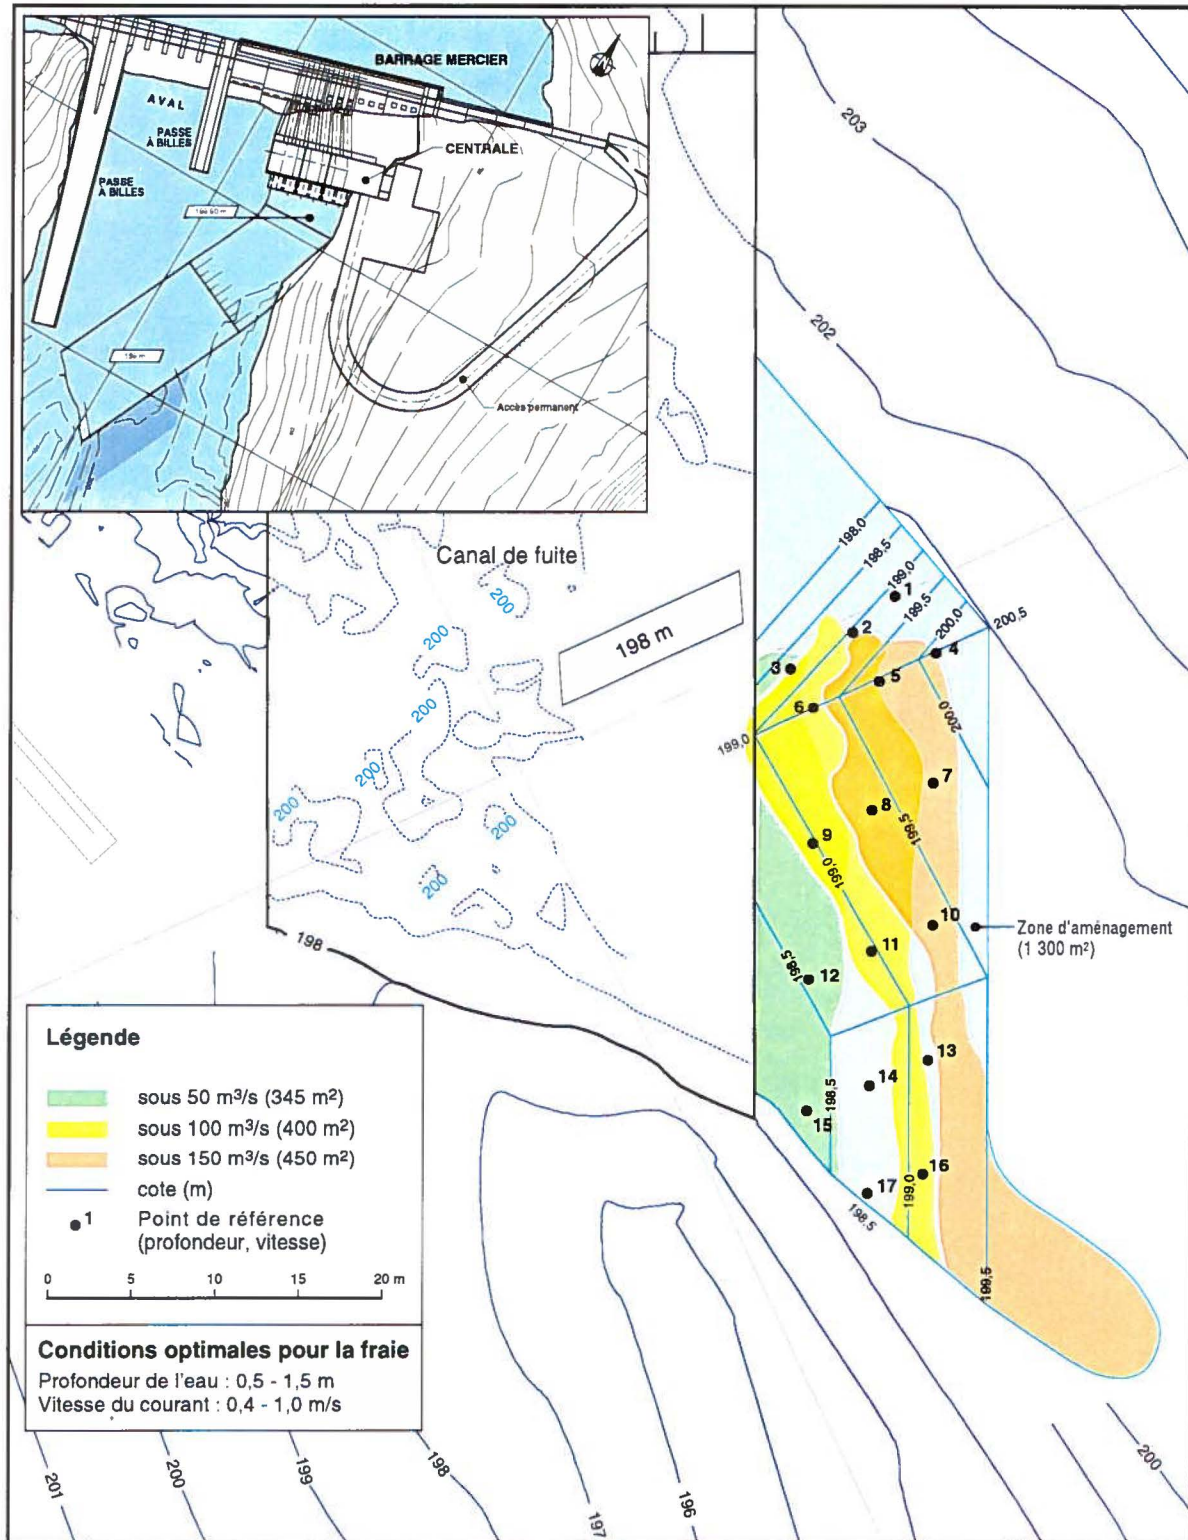 BARRAGE MERCIER
AVAL
PASSE
À BILLES
PASSE
À BILLES
CENTRALE
N
Accès permanent
203
202
Canal de fuite
198 m
200
200
200
200
200
200
200
198
198,0
198,5
199,0
199,5
200,0
200,5
1
2
3
4
5
6
199,0
200,0
7
8
199,5
9
199,0
10
Zone d'aménagement
(1 300 m²)
11
12
198,5
13
14
15
198,5
16
17
198,5
199,0
199,5
Légende
sous 50 m³/s (345 m²)
sous 100 m³/s (400 m²)
sous 150 m³/s (450 m²)
cote (m)
1 Point de référence
(profondeur, vitesse)
0 5 10 15 20 m
Conditions optimales pour la fraie
Profondeur de l'eau : 0,5 - 1,5 m
Vitesse du courant : 0,4 - 1,0 m/s
201
200
199
198
197
196
200